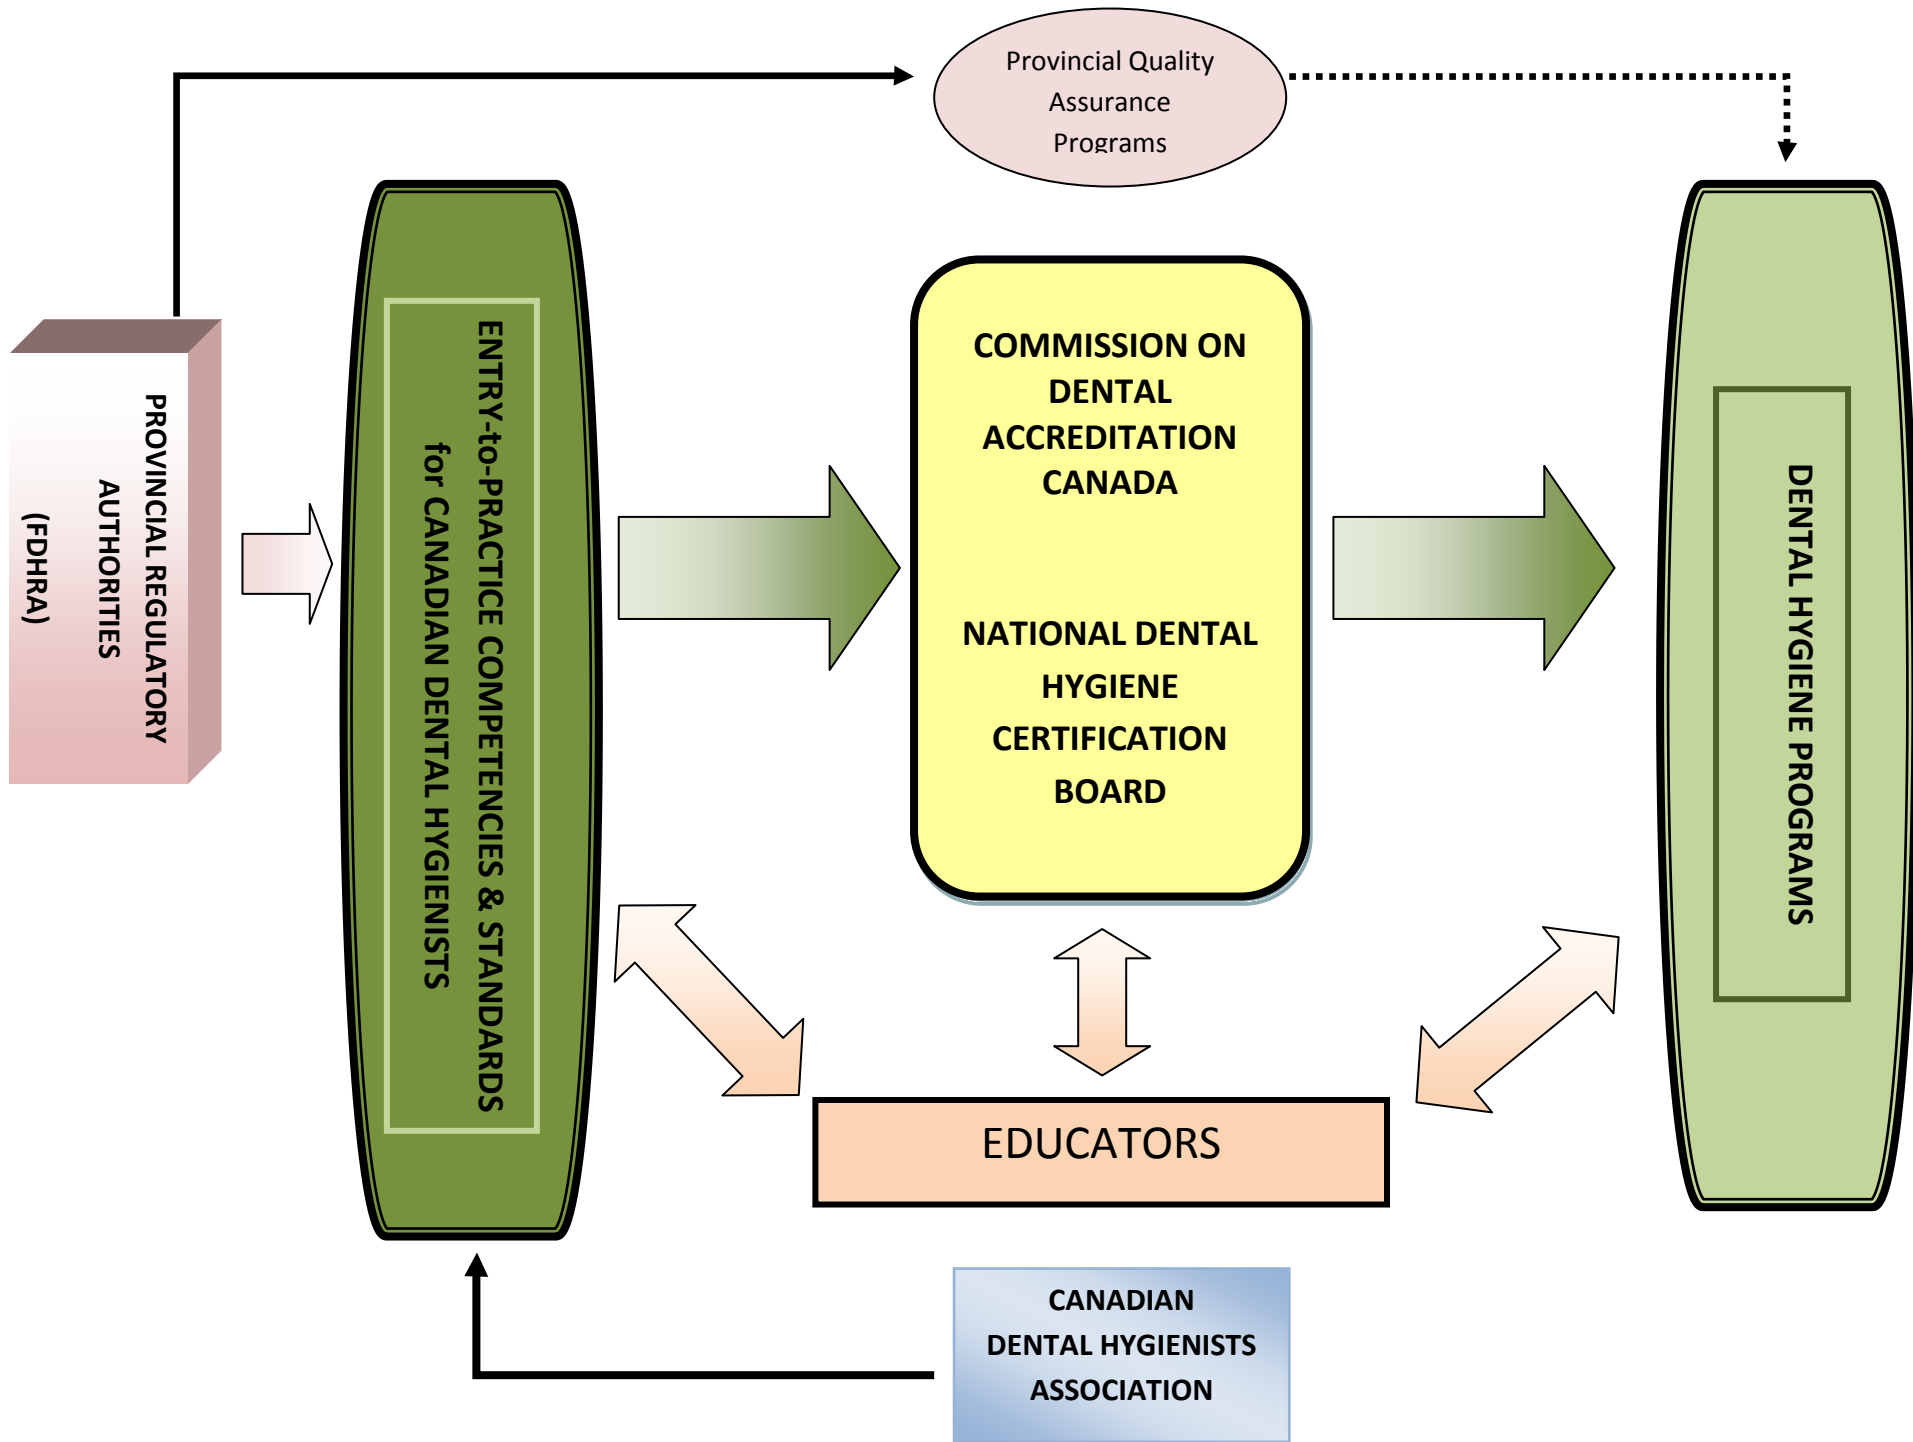 Provincial Quality
Assurance
Programs
PROVINCIAL REGULATORY
AUTHORITIES
(FDHRA)
ENTRY-to-PRACTICE COMPETENCIES & STANDARDS
for CANADIAN DENTAL HYGIENISTS
COMMISSION ON
DENTAL
ACCREDITATION
CANADA
NATIONAL DENTAL
HYGIENE
CERTIFICATION
BOARD
DENTAL HYGIENE PROGRAMS
EDUCATORS
CANADIAN
DENTAL HYGIENISTS
ASSOCIATION